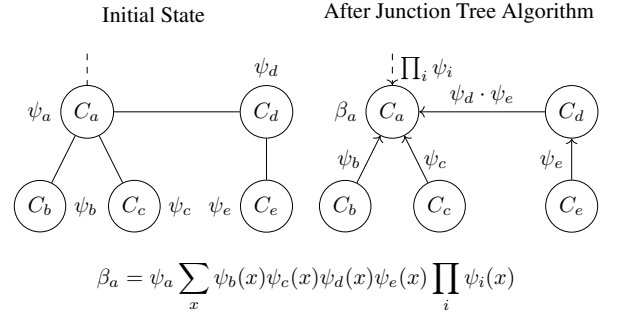 Initial State
After Junction Tree Algorithm
ψ_d
∏_i ψ_i
ψ_a C_a C_d
β_a C_a ψ_d · ψ_e C_d
ψ_b ψ_c ψ_e
C_b ψ_b C_c ψ_c ψ_e C_e
C_b C_c C_e
β_a = ψ_a ∑_x ψ_b(x)ψ_c(x)ψ_d(x)ψ_e(x) ∏_i ψ_i(x)